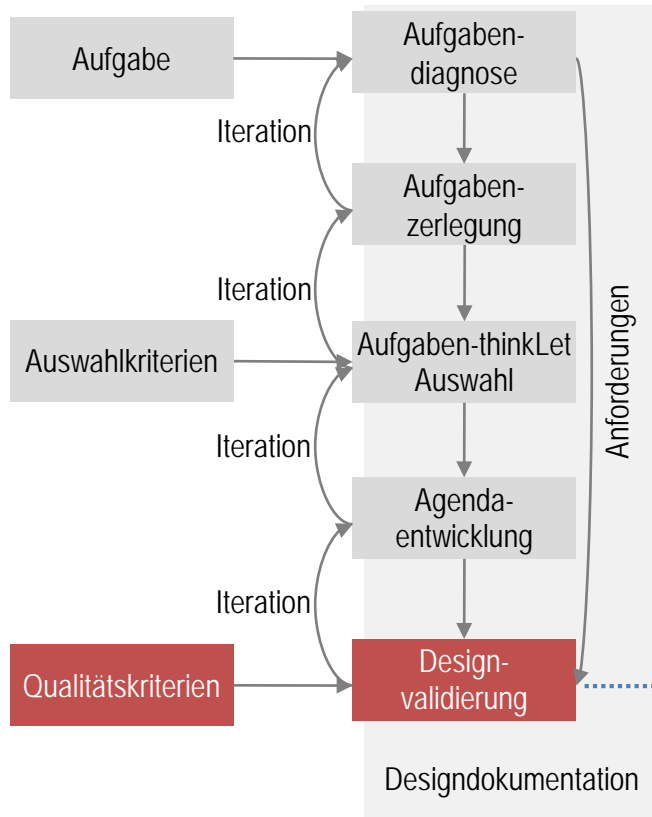 Aufgabe
Aufgaben-
diagnose
Iteration
Aufgaben-
zerlegung
Iteration
Auswahlkriterien
Aufgaben-thinkLet
Auswahl
Anforderungen
Iteration
Agenda-
entwicklung
Iteration
Qualitätskriterien
Design-
validierung
Designdokumentation